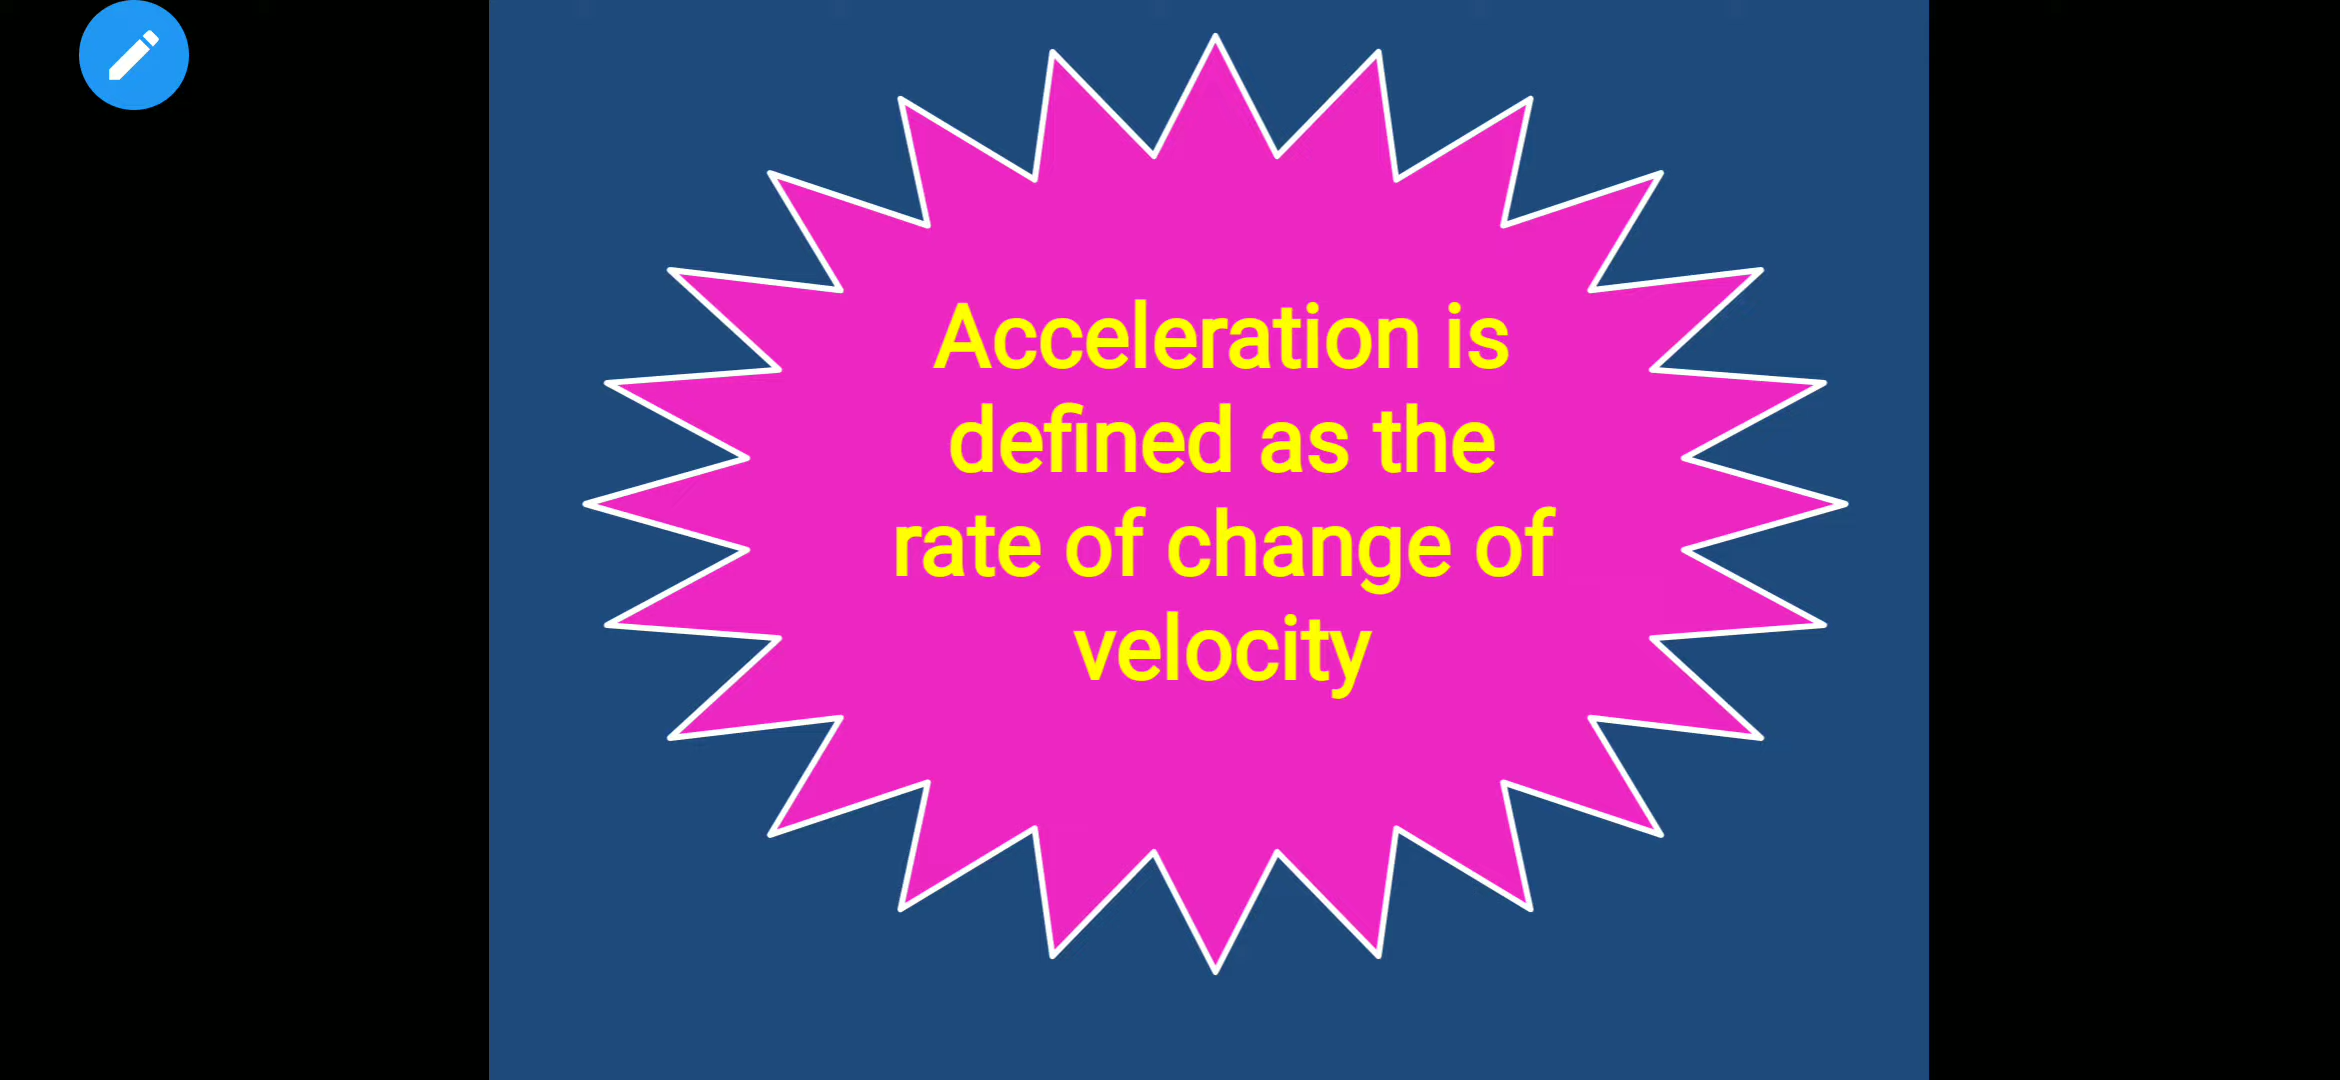 Acceleration is
defined as the
rate of change of
velocity